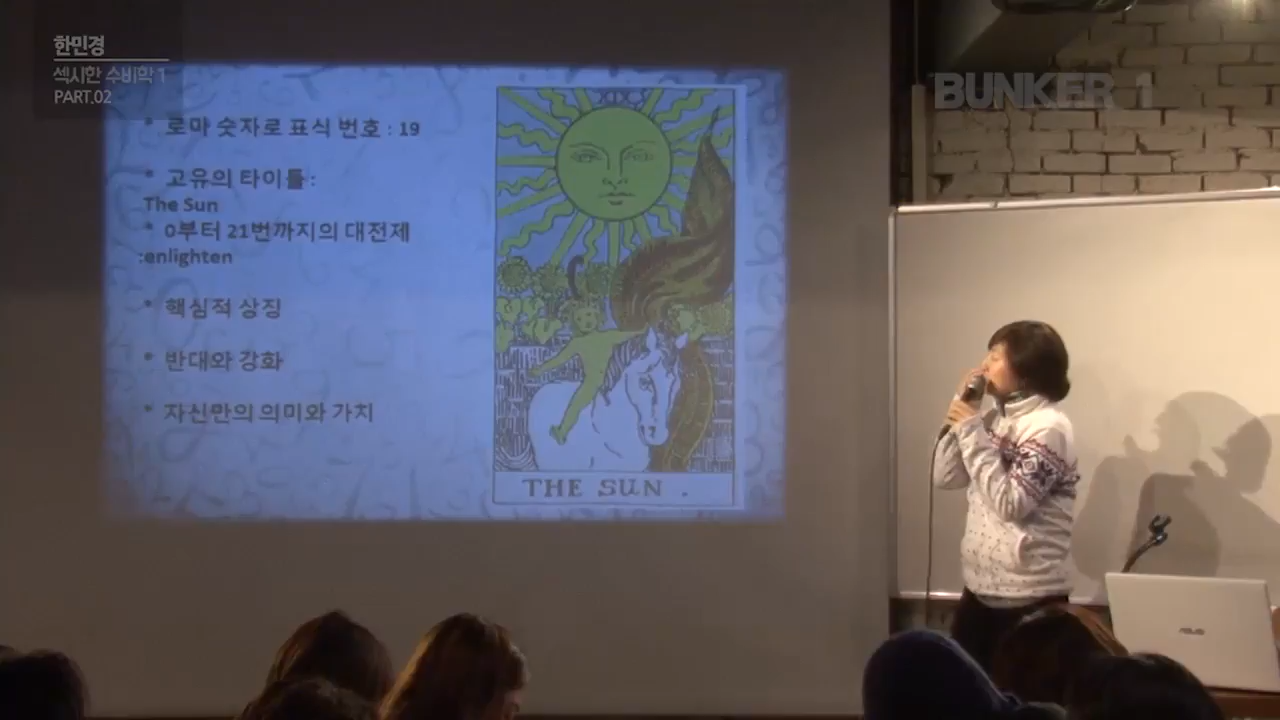 한민경
섹시한 수비학 1
PART.02
BUNKER 1
* 로마 숫자로 표식 번호 : 19
* 고유의 타이틀 :
The Sun
* 0부터 21번까지의 대전제
:enlighten
* 핵심적 상징
* 반대와 강화
* 자신만의 의미와 가치
XIX
THE SUN .
ASUS